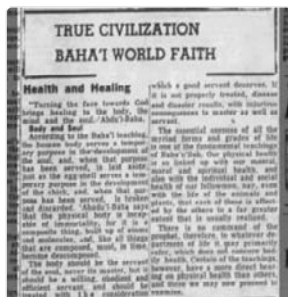 TRUE CIVILIZATION
BAHA'I WORLD FAITH
Health and Healing
"Turning the face towards God
brings healing to the body, the
mind and the soul."
Body and Soul
According to the Baha'i teaching,
the human body serves a tempor-
ary purpose in the development of
the soul, and, when that purpose
has been served, is laid aside
just as the egg shell serves a tem-
porary purpose in the development
of the chick, and when that
has been served, is broken
and discarded. 'Abdu'l-Baha says
that the physical body is incap-
able of immortality, for it is a
composite thing, built up of atoms
and molecules, and, like all things
that are composed, must, in time,
become decomposed.
The body should be the servant
of the soul, never its master, but it
should be a willing, obedient and
efficient servant, and should be
treated with the consideration
which a good servant deserves. If
it is not properly treated, disease
and disaster results, with injurious
consequences to master as well as
servant.
The essential oneness of all the
myriad forms and grades of life
is one of the fundamental teachings
of Baha'u'llah. Our physical health
is so linked up with our mental,
moral and spiritual health, and
also with the individual and social
health of our fellowmen, nay, even
with the life of the animals and
plants, that each of these is affect-
ed by the others to a far greater
extent than is usually realized.
There is no command of the
prophet, therefore, to whatever de-
partment of life it may primarily
refer, which does not concern bod-
ily health. Certain of the teachings,
however, have a more direct bear-
ing on physical health than others,
and these we may now proceed to
examine.